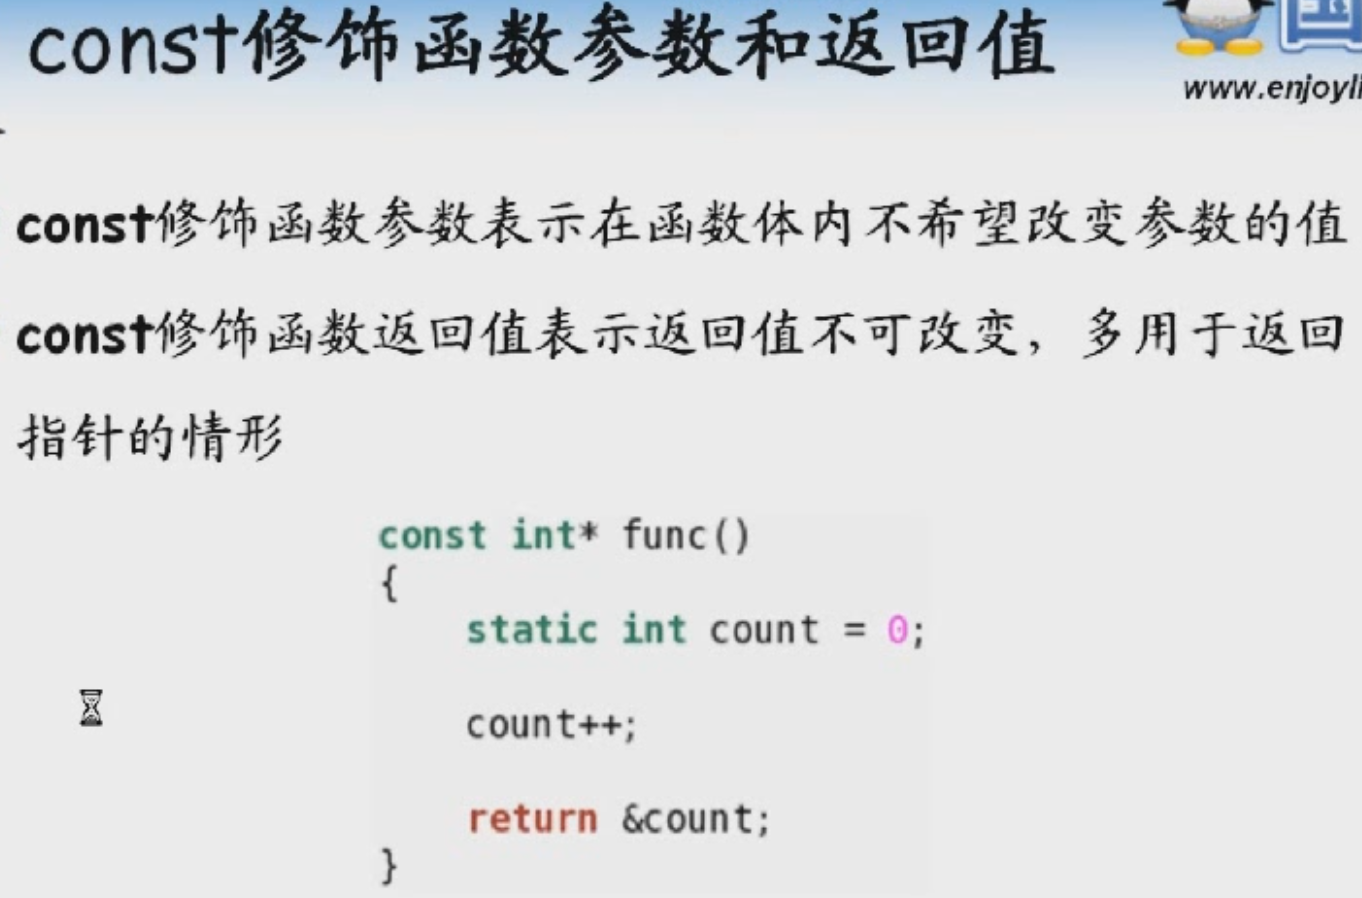 const修饰函数参数和返回值
www.enjoyli
const修饰函数参数表示在函数体内不希望改变参数的值
const修饰函数返回值表示返回值不可改变，多用于返回
指针的情形
const int* func()
{
static int count = 0;
count++;
return &count;
}